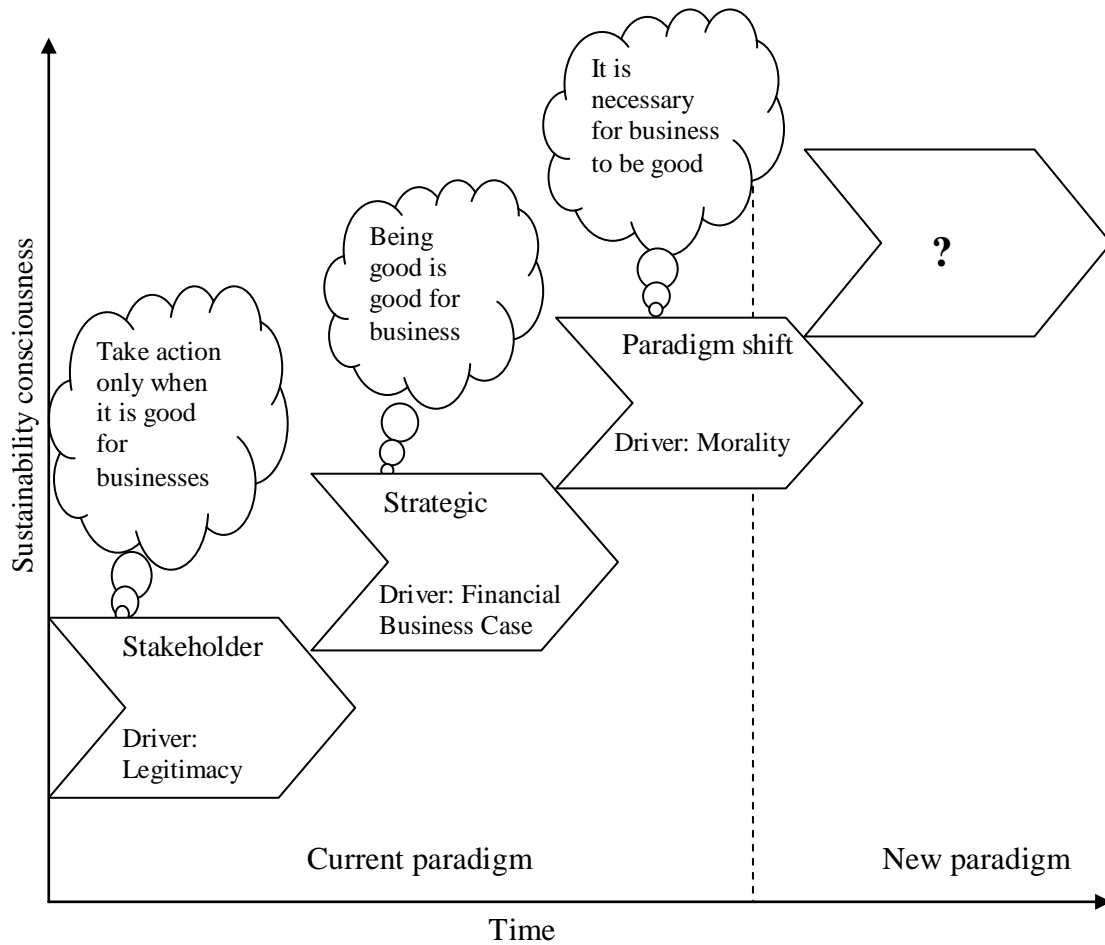 It is
necessary
for business
to be good
?
Being
good is
good for
business
Paradigm shift
Driver: Morality
Take action
only when
it is good
for
businesses
Strategic
Driver: Financial
Business Case
Stakeholder
Driver:
Legitimacy
Sustainability consciousness
Current paradigm
New paradigm
Time